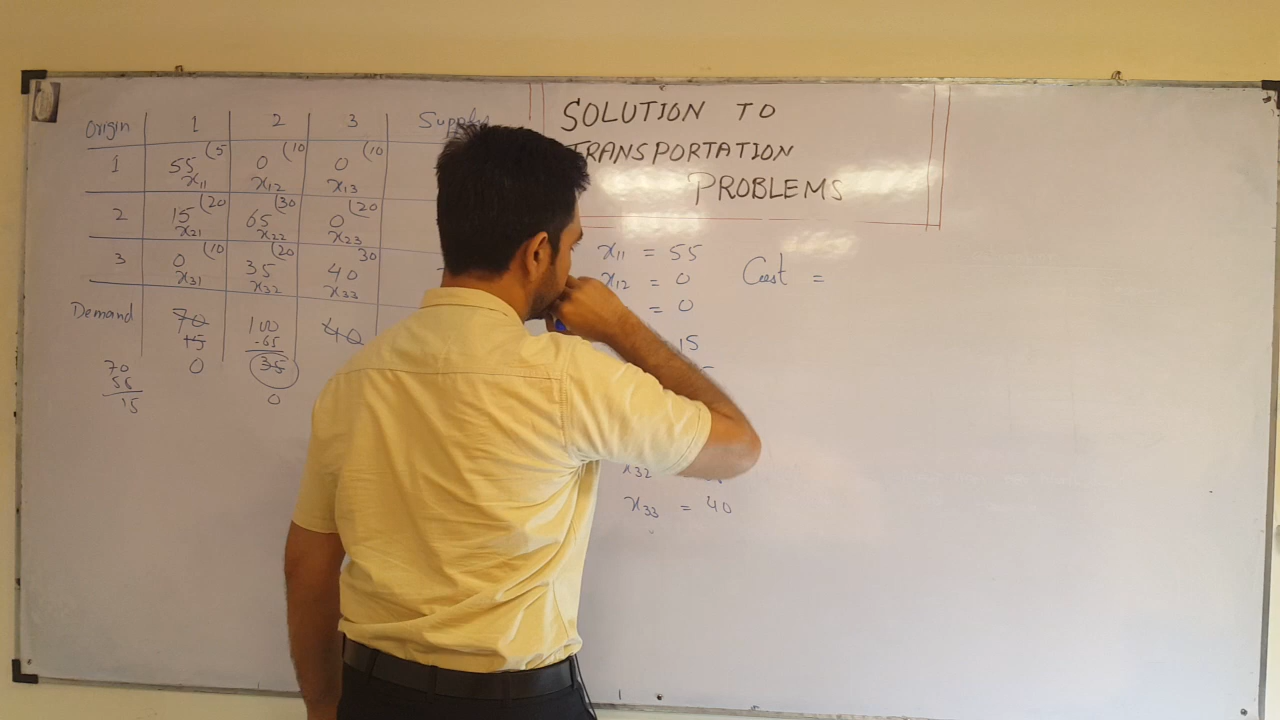 SOLUTION TO
TRANSPORTATION
PROBLEMS
Origin 1 2 3 Supply
1 55 (5 0 (10 0 (10
x11 x12 x13
2 15 (20 65 (30 0 (20
x21 x22 x23
3 0 (10 35 (20 40 30
x31 x32 x33
Demand 70 100 40
15 -65
0 35
0
70
55
15
x11 = 55
x12 = 0
= 0
15
x32
x33 = 40
Cost =